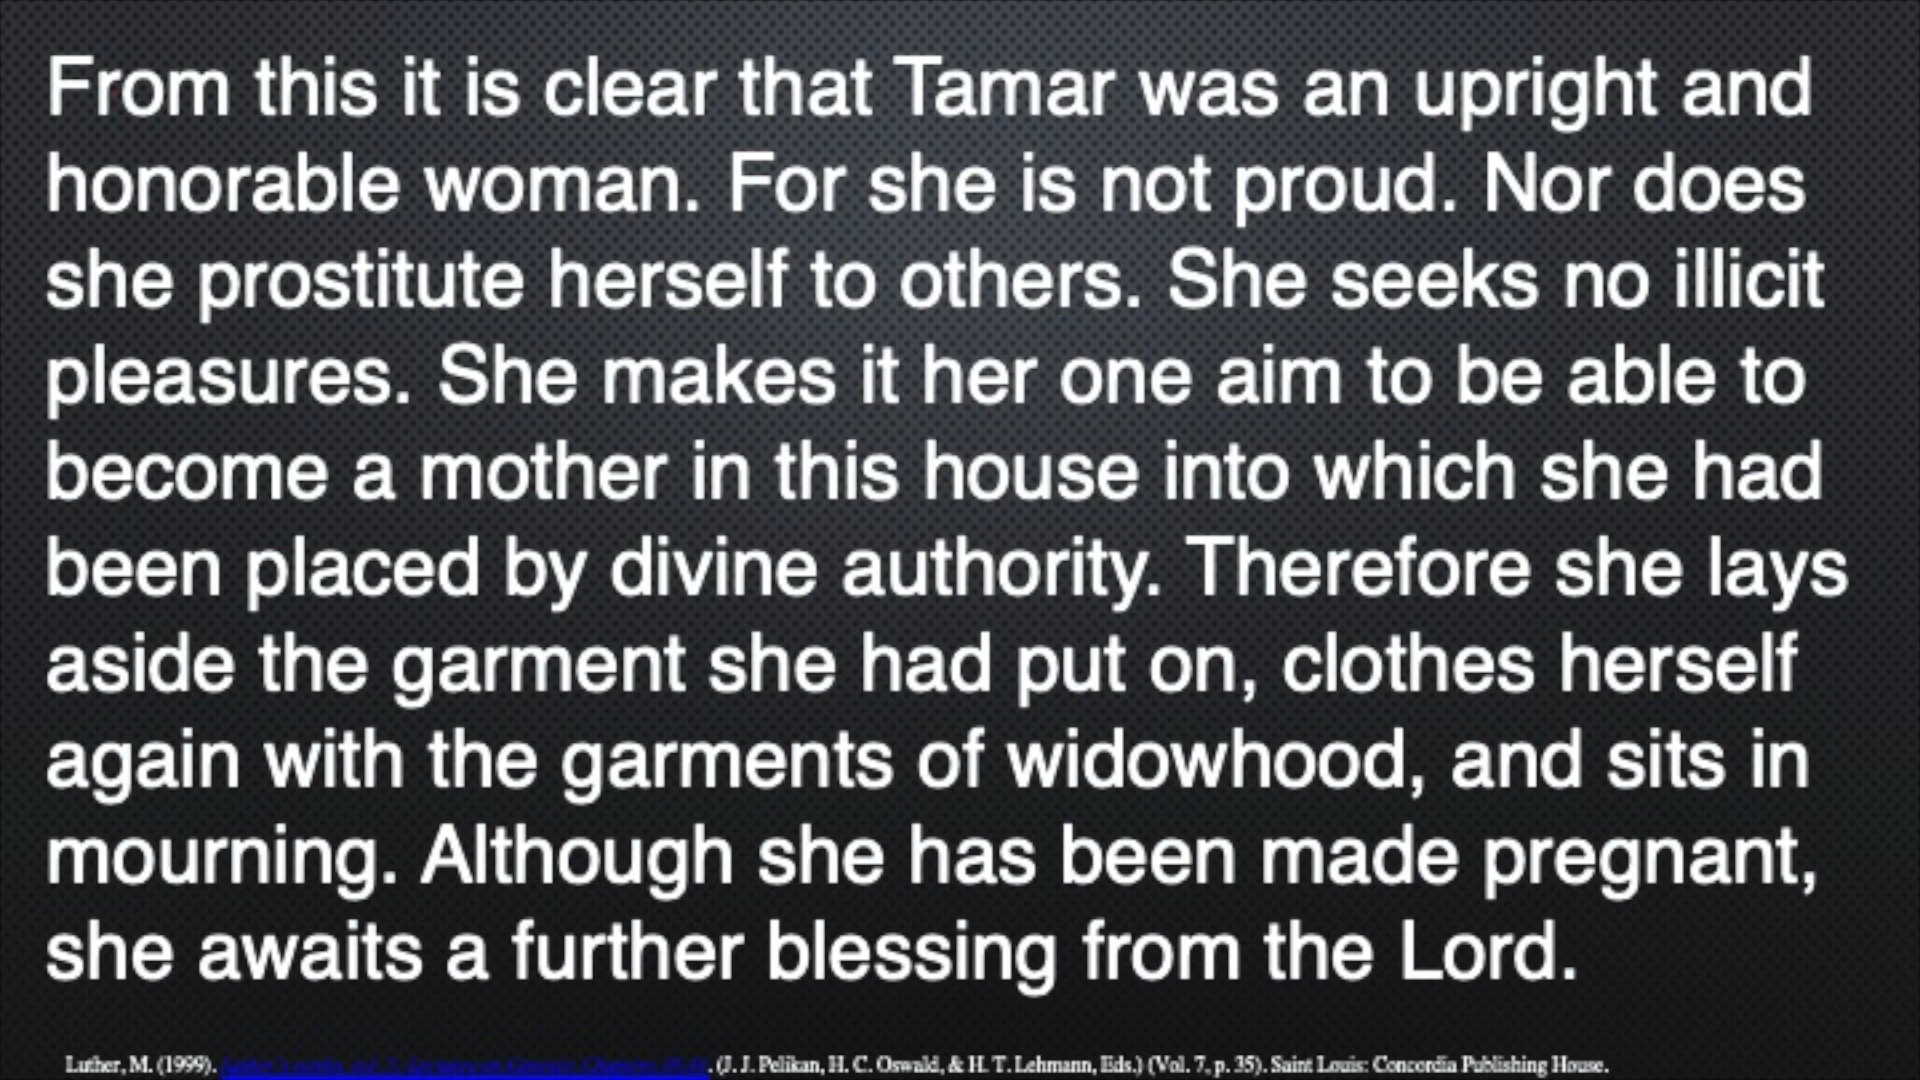 From this it is clear that Tamar was an upright and
honorable woman. For she is not proud. Nor does
she prostitute herself to others. She seeks no illicit
pleasures. She makes it her one aim to be able to
become a mother in this house into which she had
been placed by divine authority. Therefore she lays
aside the garment she had put on, clothes herself
again with the garments of widowhood, and sits in
mourning. Although she has been made pregnant,
she awaits a further blessing from the Lord.
Luther, M. (1999). . (J. J. Pelikan, H. C. Oswald, & H. T. Lehmann, Eds.) (Vol. 7, p. 35). Saint Louis: Concordia Publishing House.